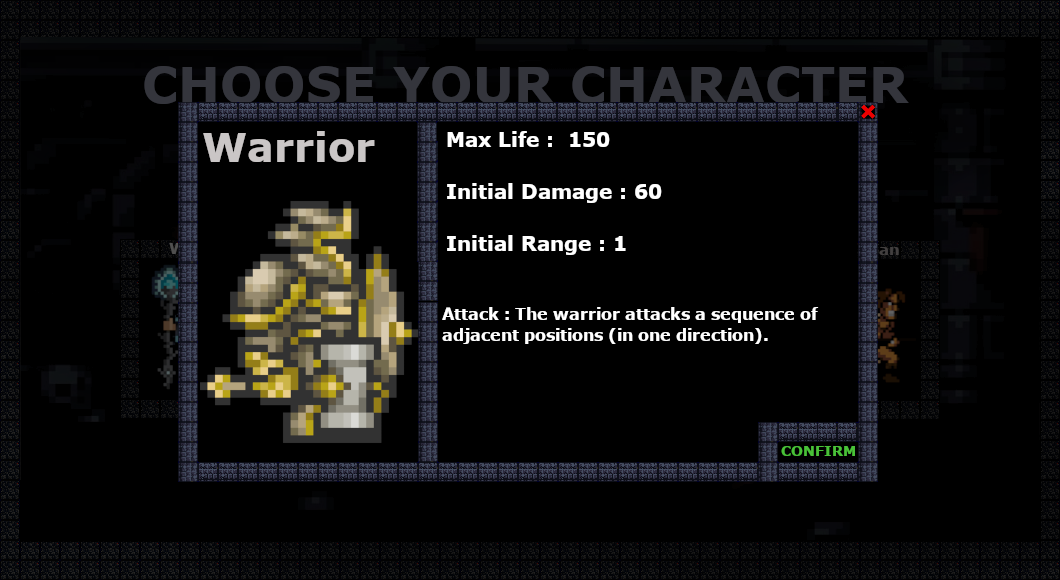 CHOOSE YOUR CHARACTER
Warrior
Max Life : 150
Initial Damage : 60
Initial Range : 1
Attack : The warrior attacks a sequence of
adjacent positions (in one direction).
CONFIRM